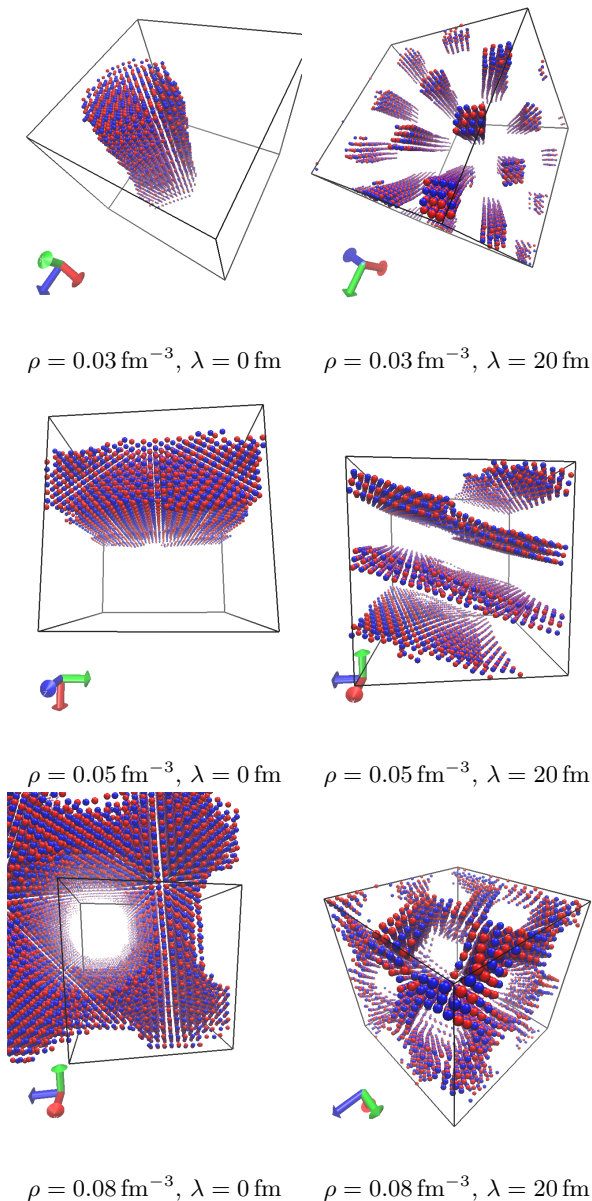 ρ = 0.03 fm⁻³, λ = 0 fm
ρ = 0.03 fm⁻³, λ = 20 fm
ρ = 0.05 fm⁻³, λ = 0 fm
ρ = 0.05 fm⁻³, λ = 20 fm
ρ = 0.08 fm⁻³, λ = 0 fm
ρ = 0.08 fm⁻³, λ = 20 fm